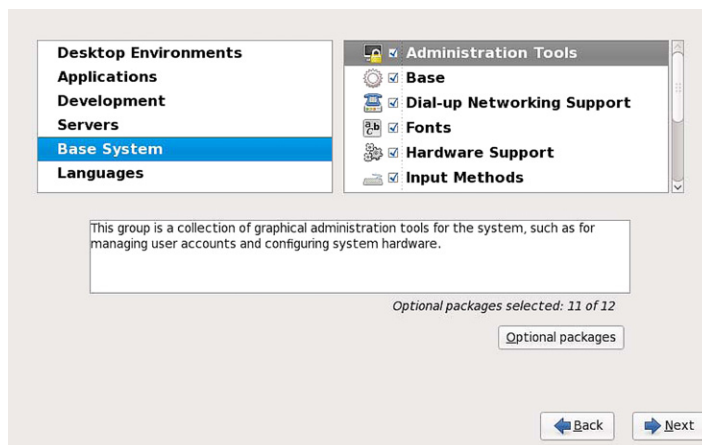 Desktop Environments
Applications
Development
Servers
Base System
Languages
Administration Tools
Base
Dial-up Networking Support
Fonts
Hardware Support
Input Methods
This group is a collection of graphical administration tools for the system, such as for
managing user accounts and configuring system hardware.
Optional packages selected: 11 of 12
Optional packages
Back
Next